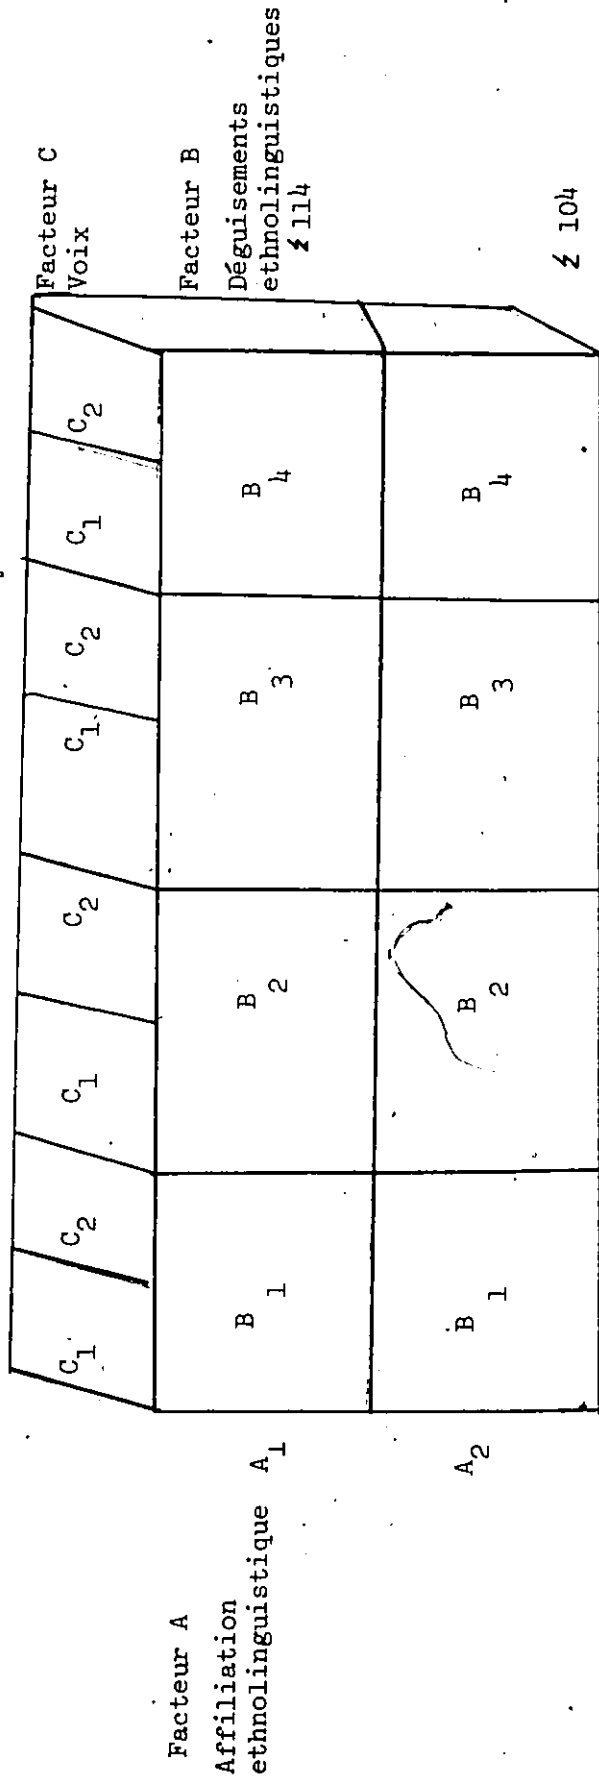 Facteur C
Voix
C1 C2 C1 C2 C1 C2 C1 C2
Facteur B
Déguisements
ethnolinguistiques
114
Facteur A
Affiliation
ethnolinguistique
A1
B1 B2 B3 B4
A2
B1 B2 B3 B4
104